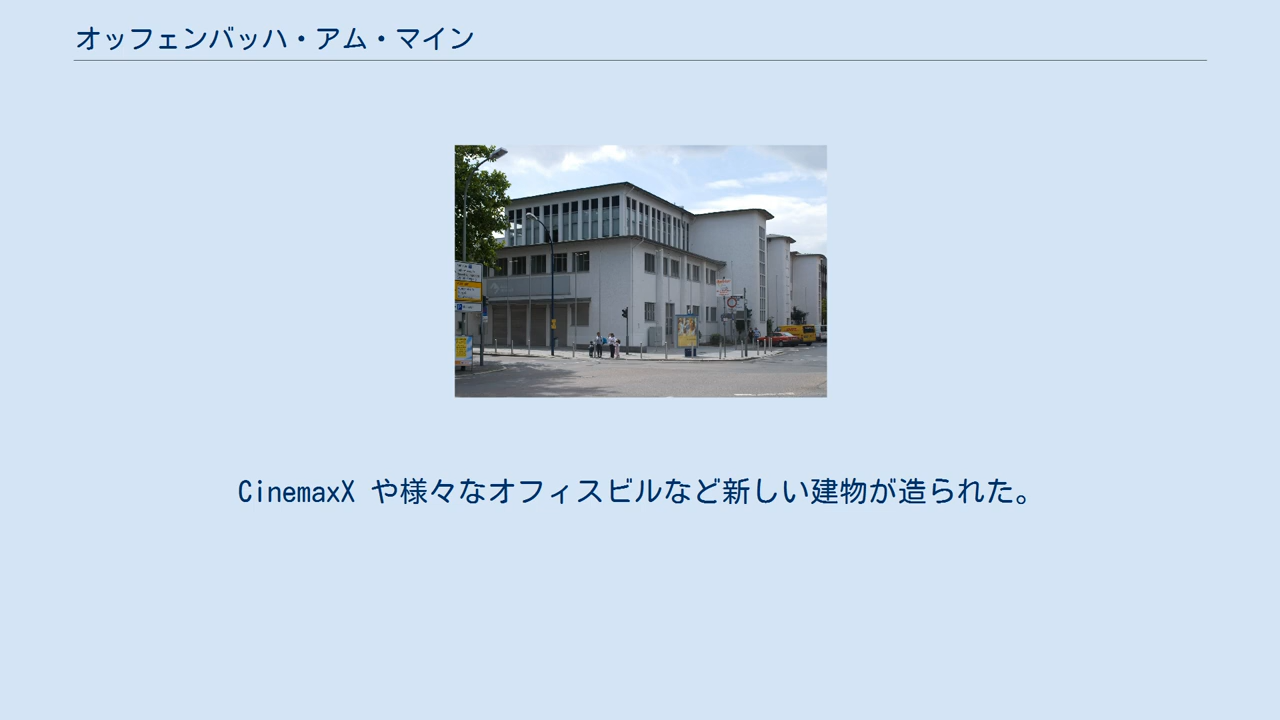 オッフェンバッハ・アム・マイン
CinemaxX や様々なオフィスビルなど新しい建物が造られた。